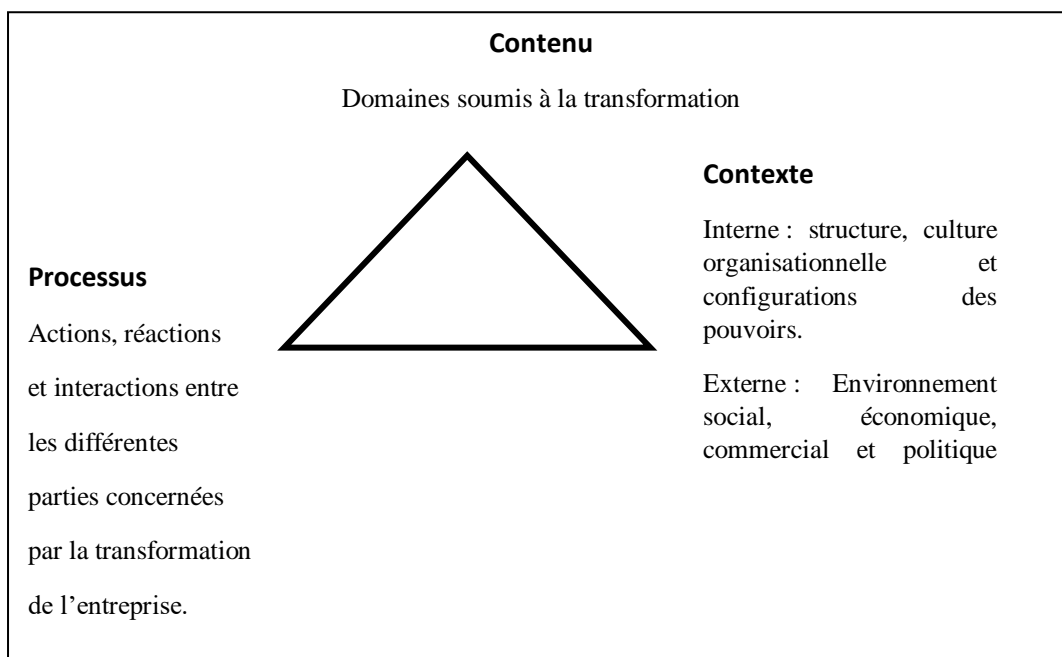 Contenu
Domaines soumis à la transformation
Contexte
Interne : structure, culture
organisationnelle et
configurations des
pouvoirs.
Externe : Environnement
social, économique,
commercial et politique
Processus
Actions, réactions
et interactions entre
les différentes
parties concernées
par la transformation
de l’entreprise.